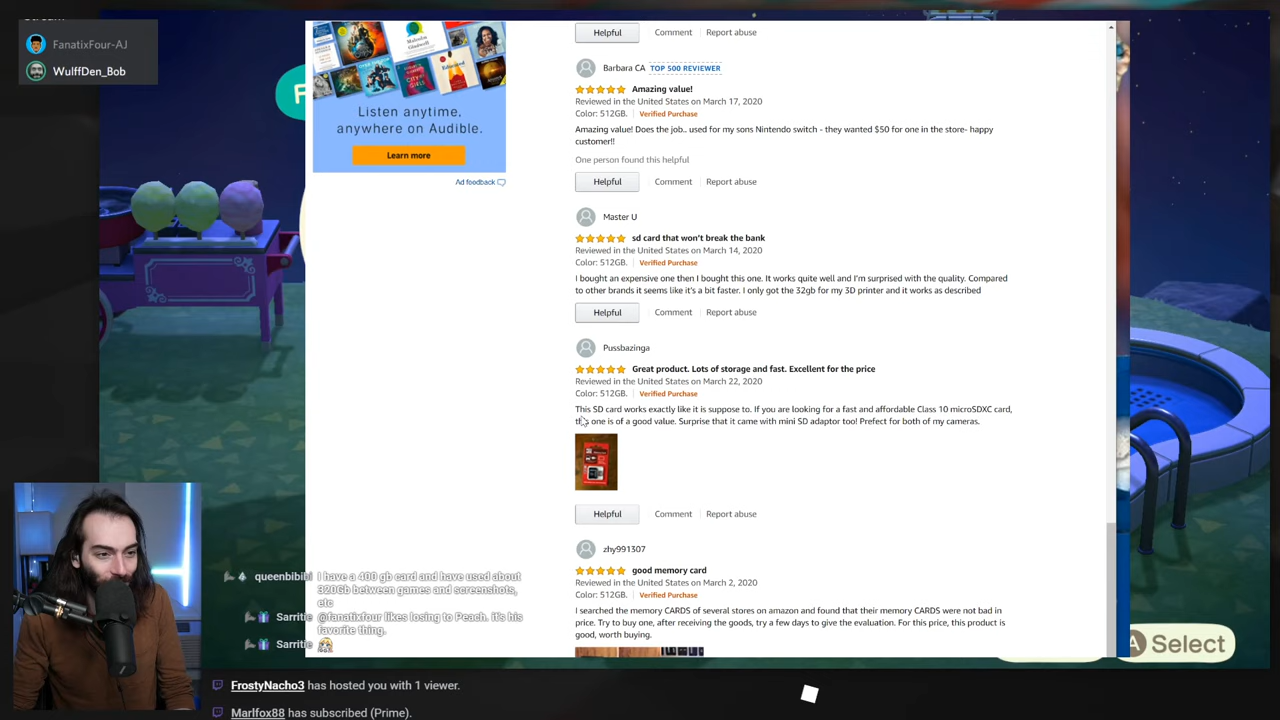 FanatixFour-AJ
WulffDen_Bob
Listen anytime,
anywhere on Audible.
Learn more
Ad feedback
Helpful Comment Report abuse
Barbara CA TOP 500 REVIEWER
Amazing value!
Reviewed in the United States on March 17, 2020
Color: 512GB. Verified Purchase
Amazing value! Does the job.. used for my sons Nintendo switch - they wanted $50 for one in the store- happy
customer!!
One person found this helpful
Helpful Comment Report abuse
Master U
sd card that won't break the bank
Reviewed in the United States on March 14, 2020
Color: 512GB. Verified Purchase
I bought an expensive one then I bought this one. It works quite well and I'm surprised with the quality. Compared
to other brands it seems like it's a bit faster. I only got the 32gb for my 3D printer and it works as described
Helpful Comment Report abuse
Pussbazinga
Great product. Lots of storage and fast. Excellent for the price
Reviewed in the United States on March 22, 2020
Color: 512GB. Verified Purchase
This SD card works exactly like it is suppose to. If you are looking for a fast and affordable Class 10 microSDXC card,
this one is of a good value. Surprise that it came with mini SD adaptor too! Prefect for both of my cameras.
Helpful Comment Report abuse
zhy991307
good memory card
Reviewed in the United States on March 2, 2020
Color: 512GB. Verified Purchase
I searched the memory CARDS of several stores on amazon and found that their memory CARDS were not bad in
price. Try to buy one, after receiving the goods, try a few days to give the evaluation. For this price, this product is
good, worth buying.
queenbibibi I have a 400 gb card and have used about
320Gb between games and screenshots,
etc
Sarritie @fanatixfour likes losing to Peach. it's his
favorite thing.
Sarritie
Select
FrostyNacho3 has hosted you with 1 viewer.
Marlfox88 has subscribed (Prime).